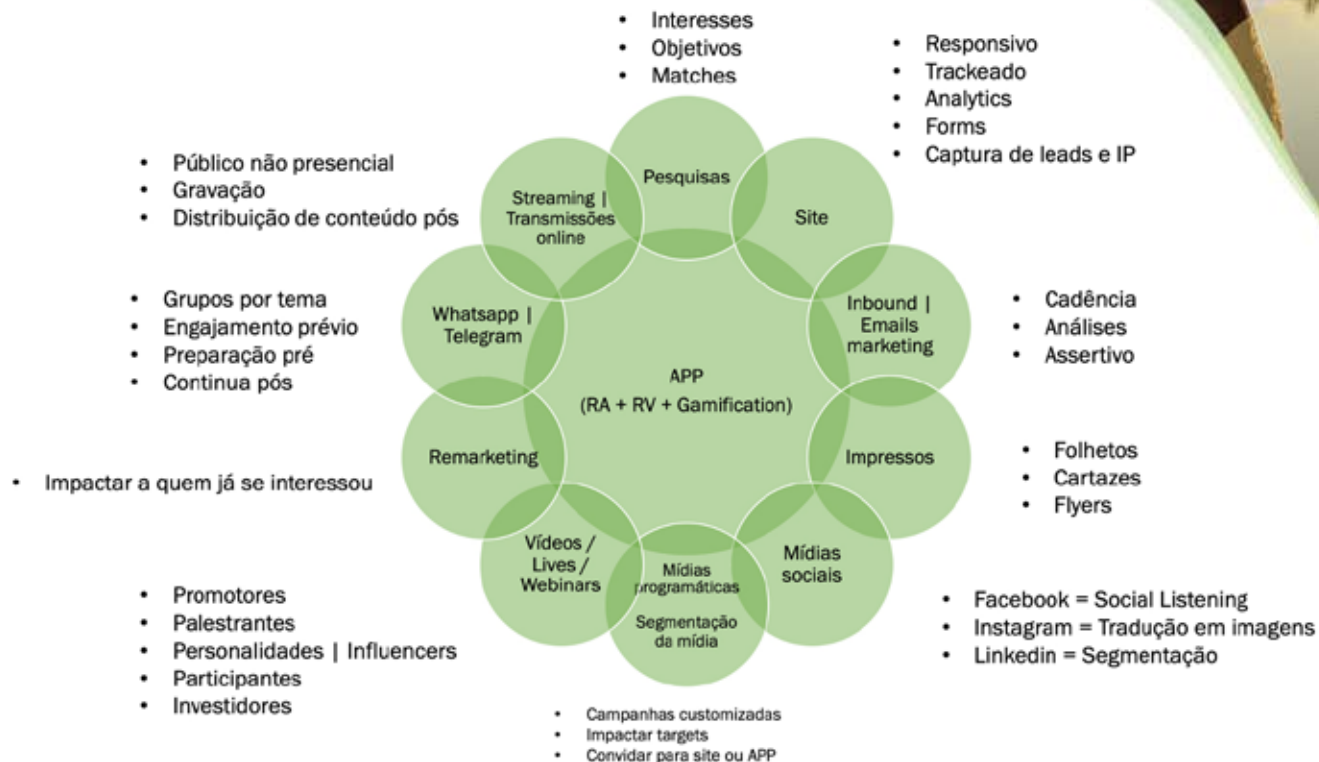 • Interesses
• Objetivos
• Matches
• Responsivo
• Trackeado
• Analytics
• Forms
• Captura de leads e IP
• Público não presencial
• Gravação
• Distribuição de conteúdo pós
Pesquisas
Streaming |
Transmissões
online
Site
• Grupos por tema
• Engajamento prévio
• Preparação pré
• Continua pós
Whatsapp |
Telegram
Inbound |
Emails
marketing
• Cadência
• Análises
• Assertivo
APP
(RA + RV + Gamification)
• Impactar a quem já se interessou
Remarketing
Impressos
• Folhetos
• Cartazes
• Flyers
Vídeos /
Lives /
Webinars
Mídias
programáticas
Segmentação
da mídia
Mídias
sociais
• Promotores
• Palestrantes
• Personalidades | Influencers
• Participantes
• Investidores
• Facebook = Social Listening
• Instagram = Tradução em imagens
• Linkedin = Segmentação
• Campanhas customizadas
• Impactar targets
• Convidar para site ou APP